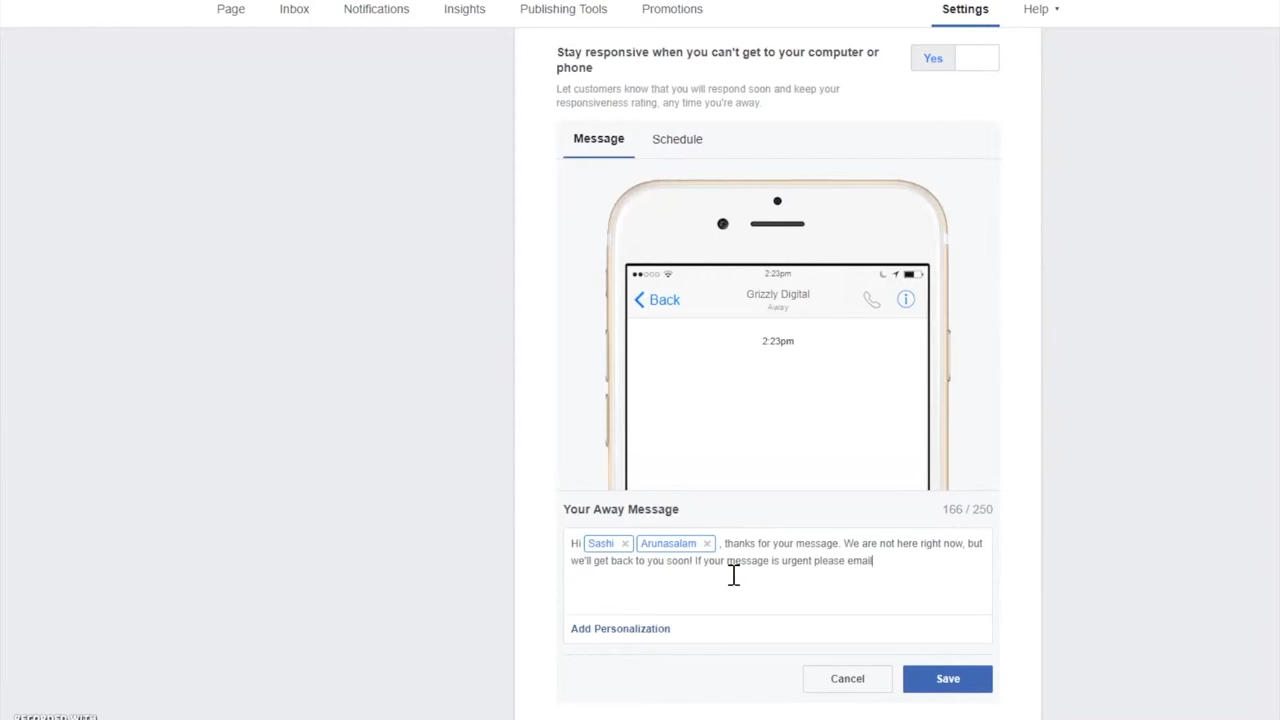 Page Inbox Notifications Insights Publishing Tools Promotions Settings Help
Stay responsive when you can't get to your computer or
phone
Yes
Let customers know that you will respond soon and keep your
responsiveness rating, any time you're away.
Message Schedule
2:23pm
Back
Grizzly Digital
Away
2:23pm
Your Away Message 166 / 250
Hi Sashi × Arunasalam × , thanks for your message. We are not here right now, but
we'll get back to you soon! If your message is urgent please email
Add Personalization
Cancel Save
RECORDED WITH